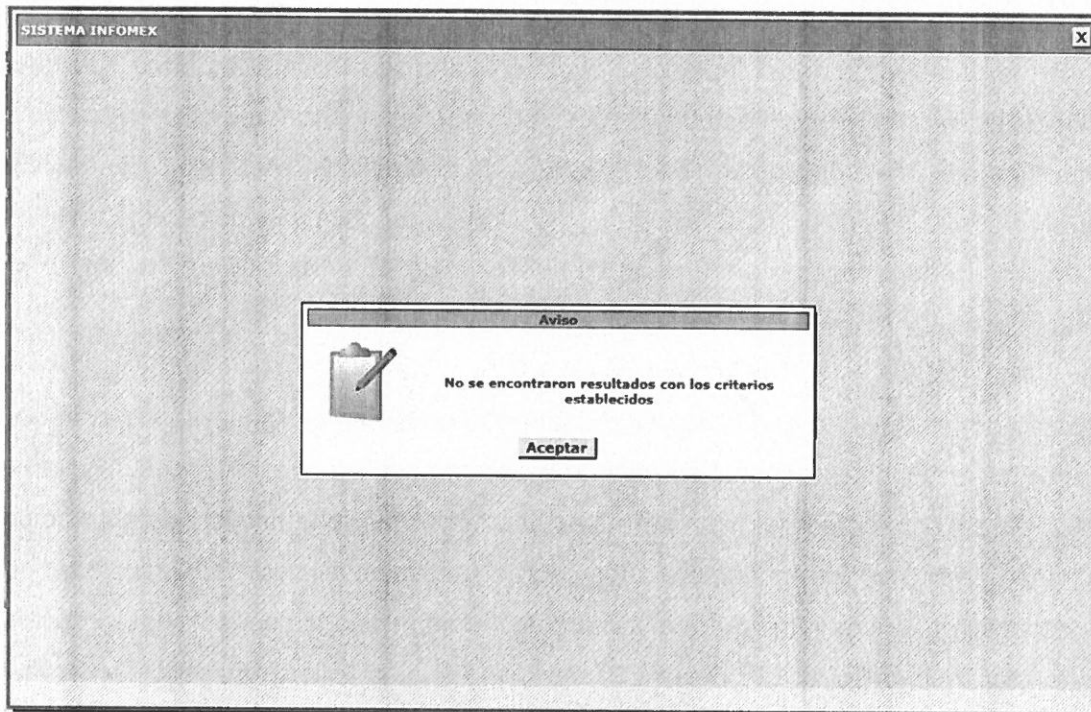 SISTEMA INFOMEX
X
Aviso
No se encontraron resultados con los criterios
establecidos
Aceptar